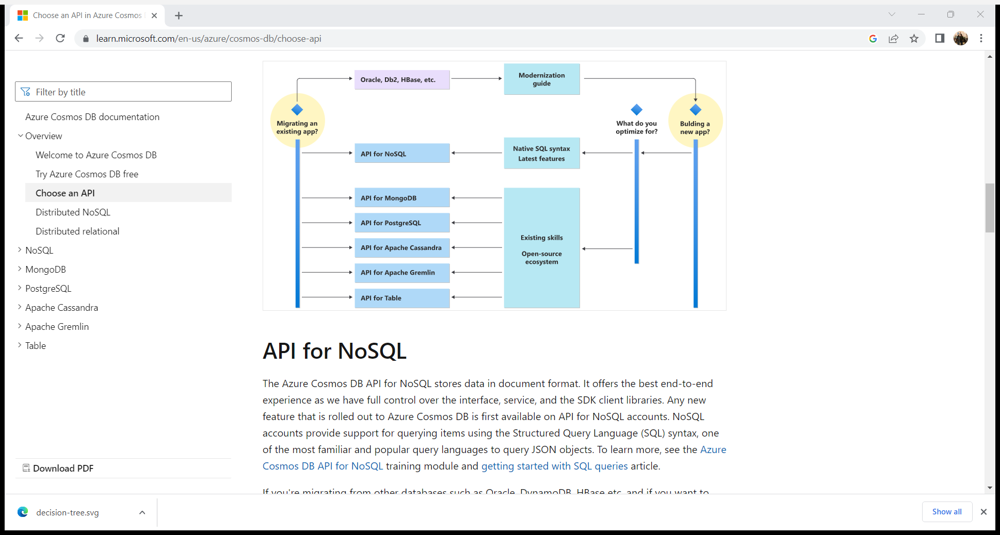 Choose an API in Azure Cosmos
learn.microsoft.com/en-us/azure/cosmos-db/choose-api
Filter by title
Azure Cosmos DB documentation
Overview
Welcome to Azure Cosmos DB
Try Azure Cosmos DB free
Choose an API
Distributed NoSQL
Distributed relational
NoSQL
MongoDB
PostgreSQL
Apache Cassandra
Apache Gremlin
Table
Download PDF
Oracle, Db2, HBase, etc.
Modernization
guide
Migrating an
existing app?
What do you
optimize for?
Bulding a
new app?
API for NoSQL
Native SQL syntax
Latest features
API for MongoDB
API for PostgreSQL
API for Apache Cassandra
API for Apache Gremlin
API for Table
Existing skills
Open-source
ecosystem
API for NoSQL
The Azure Cosmos DB API for NoSQL stores data in document format. It offers the best end-to-end
experience as we have full control over the interface, service, and the SDK client libraries. Any new
feature that is rolled out to Azure Cosmos DB is first available on API for NoSQL accounts. NoSQL
accounts provide support for querying items using the Structured Query Language (SQL) syntax, one
of the most familiar and popular query languages to query JSON objects. To learn more, see the Azure
Cosmos DB API for NoSQL training module and getting started with SQL queries article.
If you're migrating from other databases such as Oracle, DynamoDB, HBase etc. and if you want to
decision-tree.svg
Show all